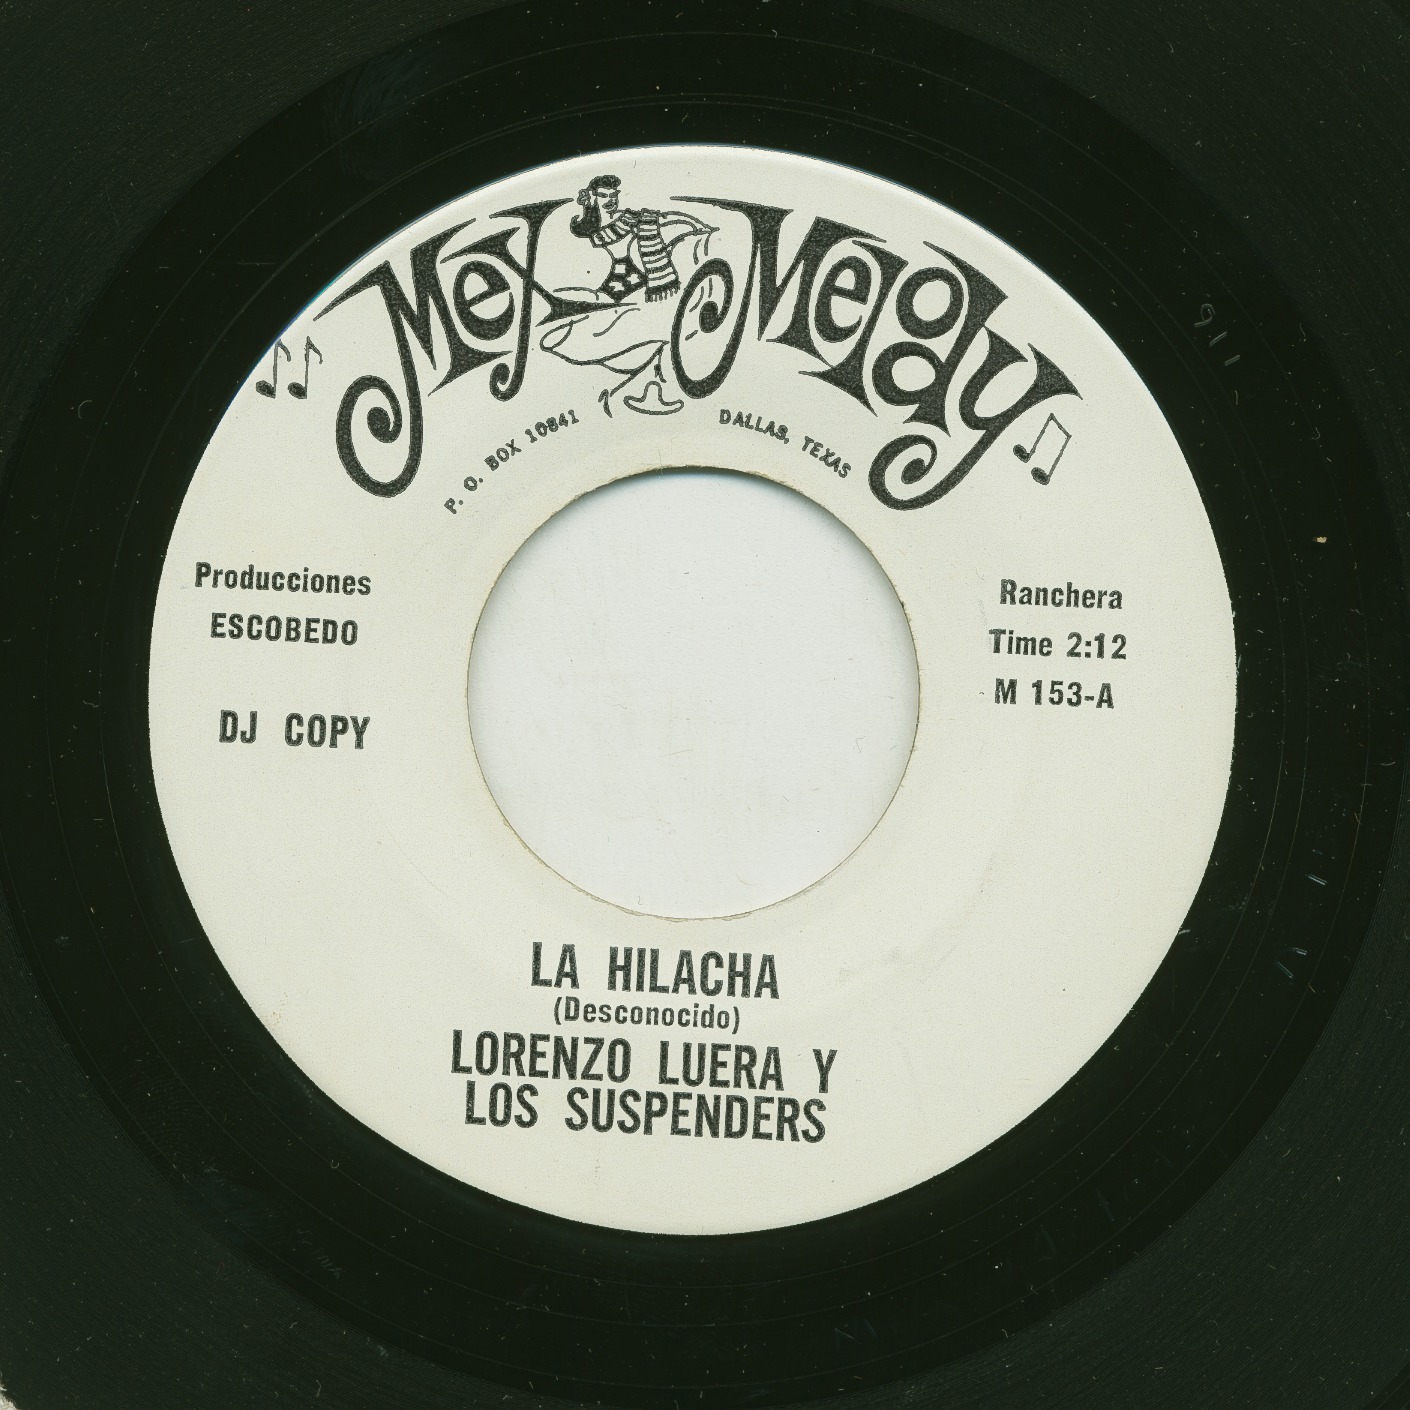 Mex Melody
P. O. BOX 10841 DALLAS, TEXAS
Producciones
ESCOBEDO
DJ COPY
Ranchera
Time 2:12
M 153-A
LA HILACHA
(Desconocido)
LORENZO LUERA Y
LOS SUSPENDERS